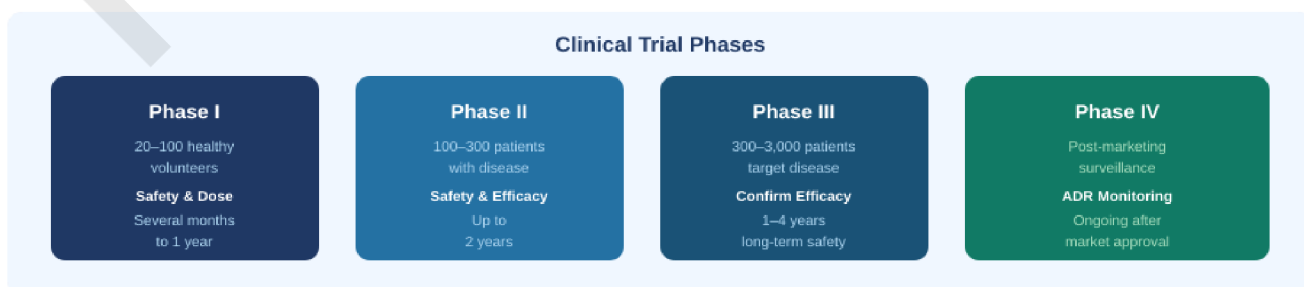 Clinical Trial Phases
Phase I
20–100 healthy
volunteers
Safety & Dose
Several months
to 1 year
Phase II
100–300 patients
with disease
Safety & Efficacy
Up to
2 years
Phase III
300–3,000 patients
target disease
Confirm Efficacy
1–4 years
long-term safety
Phase IV
Post-marketing
surveillance
ADR Monitoring
Ongoing after
market approval